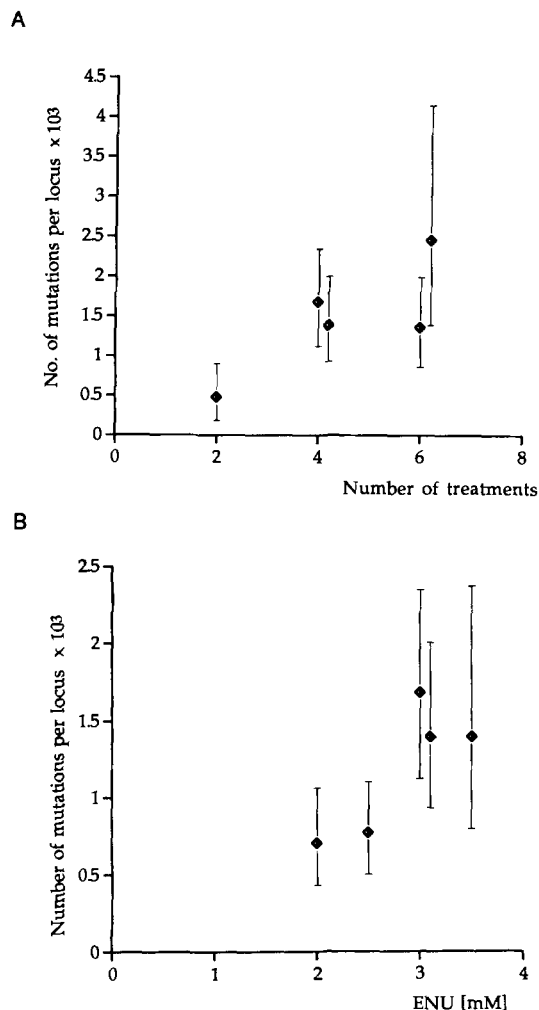 A
No. of mutations per locus x 10³
4.5
4
3.5
3
2.5
2
1.5
1
0.5
0
0 2 4 6 8
Number of treatments
B
Number of mutations per locus x 10³
2.5
2
1.5
1
0.5
0
0 1 2 3 4
ENU [mM]